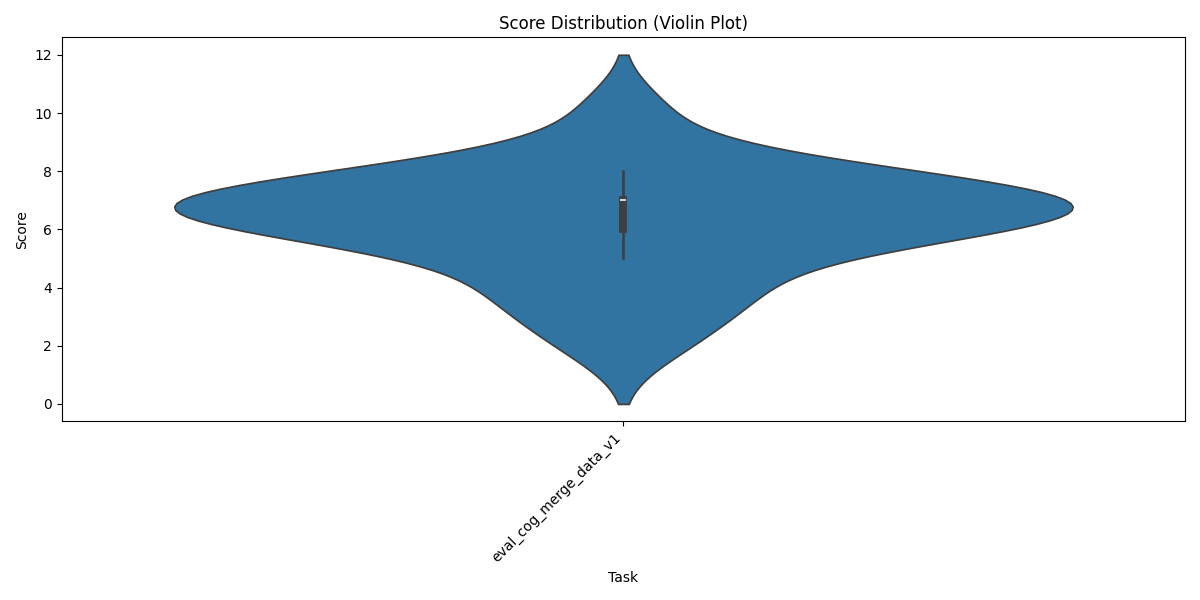 Score Distribution (Violin Plot)
12
10
8
6
4
2
0
Score
eval_cog_merge_data_v1
Task